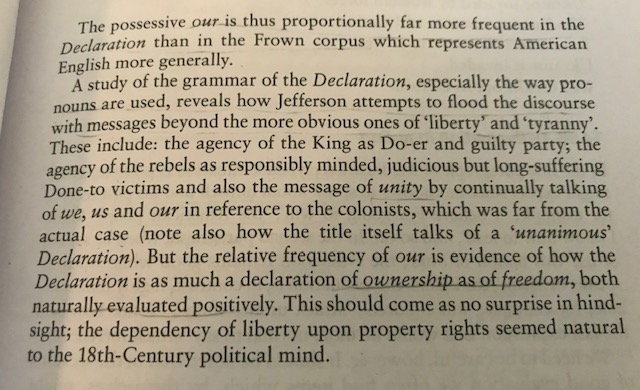 The possessive our is thus proportionally far more frequent in the
Declaration than in the Frown corpus which represents American
English more generally.
A study of the grammar of the Declaration, especially the way pro-
nouns are used, reveals how Jefferson attempts to flood the discourse
with messages beyond the more obvious ones of ‘liberty’ and ‘tyranny’.
These include: the agency of the King as Do-er and guilty party; the
agency of the rebels as responsibly minded, judicious but long-suffering
Done-to victims and also the message of unity by continually talking
of we, us and our in reference to the colonists, which was far from the
actual case (note also how the title itself talks of a ‘unanimous’
Declaration). But the relative frequency of our is evidence of how the
Declaration is as much a declaration of ownership as of freedom, both
naturally evaluated positively. This should come as no surprise in hind-
sight; the dependency of liberty upon property rights seemed natural
to the 18th-Century political mind.